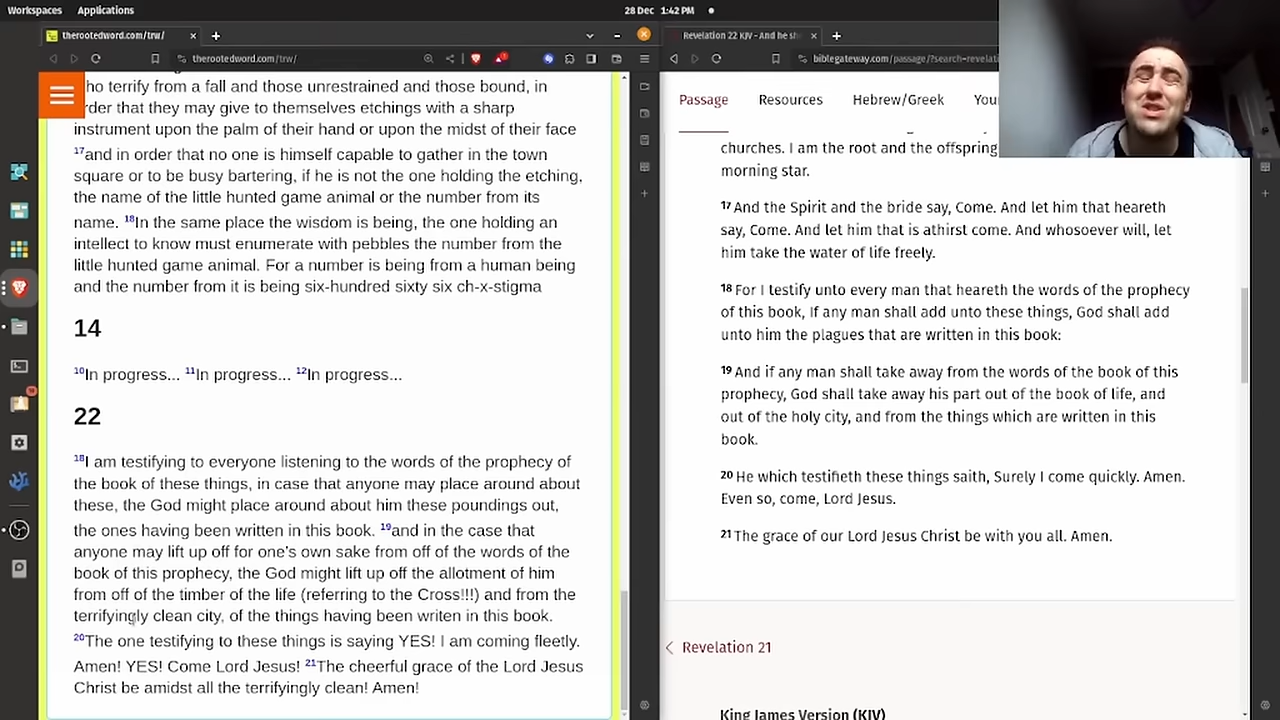 Workspaces Applications
28 Dec 1:42 PM
therootedword.com/trw/
therootedword.com/trw/
who terrify from a fall and those unrestrained and those bound, in
order that they may give to themselves etchings with a sharp
instrument upon the palm of their hand or upon the midst of their face
17and in order that no one is himself capable to gather in the town
square or to be busy bartering, if he is not the one holding the etching,
the name of the little hunted game animal or the number from its
name. 18In the same place the wisdom is being, the one holding an
intellect to know must enumerate with pebbles the number from the
little hunted game animal. For a number is being from a human being
and the number from it is being six-hundred sixty six ch-x-stigma
14
10In progress... 11In progress... 12In progress...
22
18I am testifying to everyone listening to the words of the prophecy of
the book of these things, in case that anyone may place around about
these, the God might place around about him these poundings out,
the ones having been written in this book. 19and in the case that
anyone may lift up off for one's own sake from off of the words of the
book of this prophecy, the God might lift up off the allotment of him
from off of the timber of the life (referring to the Cross!!!) and from the
terrifyingly clean city, of the things having been writen in this book.
20The one testifying to these things is saying YES! I am coming fleetly.
Amen! YES! Come Lord Jesus! 21The cheerful grace of the Lord Jesus
Christ be amidst all the terrifyingly clean! Amen!
Revelation 22 KJV - And he sh
biblegateway.com/passage/?search=revelati
Passage Resources Hebrew/Greek You
churches. I am the root and the offspring
morning star.
17 And the Spirit and the bride say, Come. And let him that heareth
say, Come. And let him that is athirst come. And whosoever will, let
him take the water of life freely.
18 For I testify unto every man that heareth the words of the prophecy
of this book, If any man shall add unto these things, God shall add
unto him the plagues that are written in this book:
19 And if any man shall take away from the words of the book of this
prophecy, God shall take away his part out of the book of life, and
out of the holy city, and from the things which are written in this
book.
20 He which testifieth these things saith, Surely I come quickly. Amen.
Even so, come, Lord Jesus.
21 The grace of our Lord Jesus Christ be with you all. Amen.
Revelation 21
King James Version (KJV)